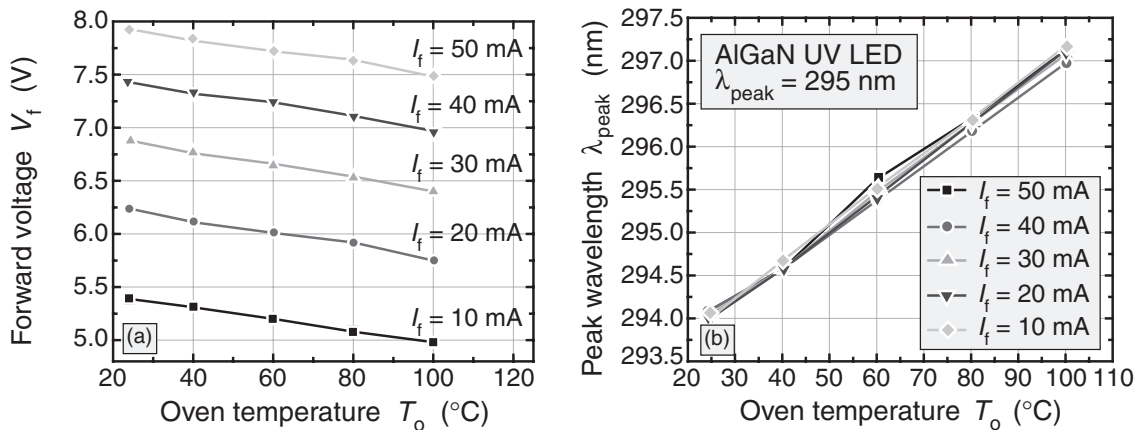 Forward voltage V_f (V)
8.0
7.5
7.0
6.5
6.0
5.5
5.0
I_f = 50 mA
I_f = 40 mA
I_f = 30 mA
I_f = 20 mA
I_f = 10 mA
(a)
20 40 60 80 100 120
Oven temperature T_o (°C)
Peak wavelength λ_peak (nm)
297.5
297.0
296.5
296.0
295.5
295.0
294.5
294.0
293.5
AlGaN UV LED
λ_peak = 295 nm
I_f = 50 mA
I_f = 40 mA
I_f = 30 mA
I_f = 20 mA
I_f = 10 mA
(b)
20 30 40 50 60 70 80 90 100 110
Oven temperature T_o (°C)